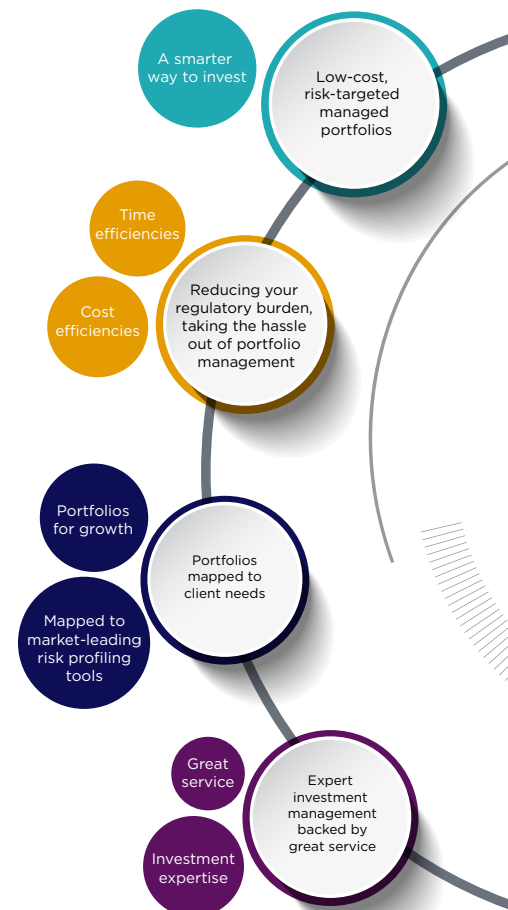 A smarter
way to invest
Low-cost,
risk-targeted
managed
portfolios
Time
efficiencies
Cost
efficiencies
Reducing your
regulatory burden,
taking the hassle
out of portfolio
management
Portfolios
for growth
Mapped to
market-leading
risk profiling
tools
Portfolios
mapped to
client needs
Great
service
Investment
expertise
Expert
investment
management
backed by
great service